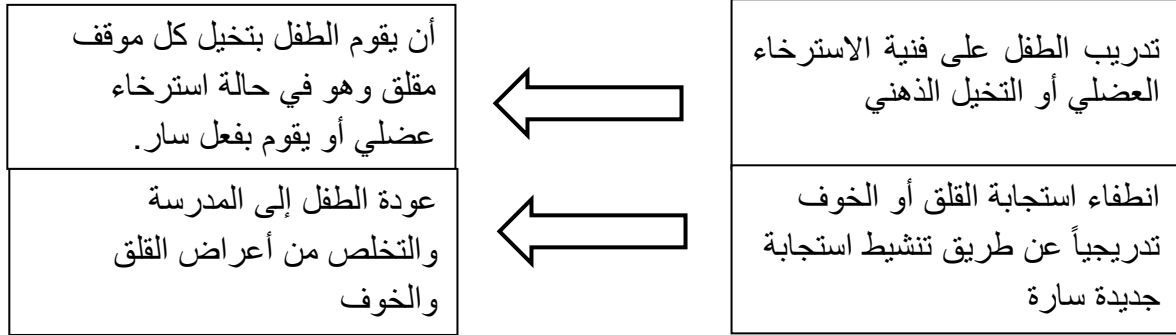 تدريب الطفل على فنية الاسترخاء
العضلي أو التخيل الذهني
أن يقوم الطفل بتخيل كل موقف
مقلق وهو في حالة استرخاء
عضلي أو يقوم بفعل سار.
انطفاء استجابة القلق أو الخوف
تدريجياً عن طريق تنشيط استجابة
جديدة سارة
عودة الطفل إلى المدرسة
والتخلص من أعراض القلق
والخوف